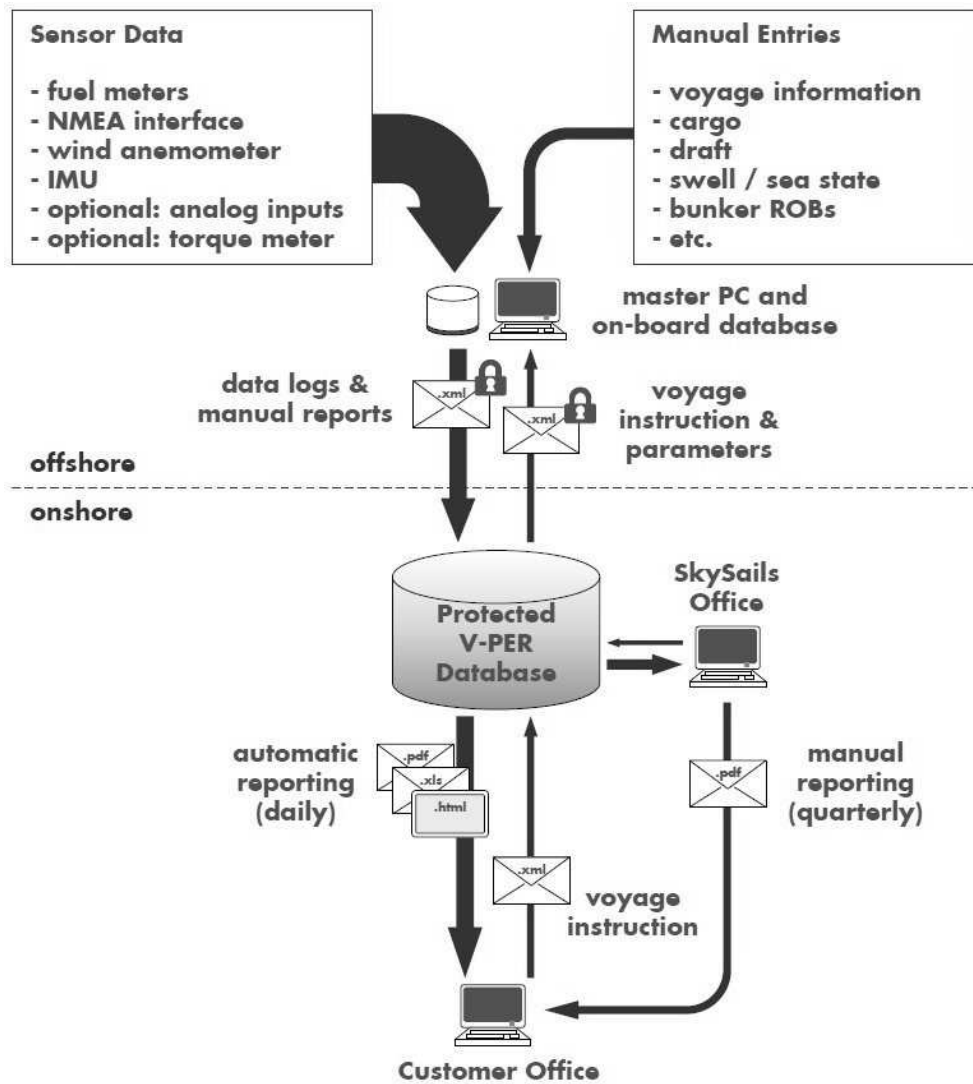 Sensor Data
- fuel meters
- NMEA interface
- wind anemometer
- IMU
- optional: analog inputs
- optional: torque meter
Manual Entries
- voyage information
- cargo
- draft
- swell / sea state
- bunker ROBs
- etc.
master PC and
on-board database
data logs &
manual reports
.xml
.xml
voyage
instruction &
parameters
offshore
onshore
Protected
V-PER
Database
SkySails
Office
automatic
reporting
(daily)
.pdf
.xls
.html
.pdf
manual
reporting
(quarterly)
.xml
voyage
instruction
Customer Office